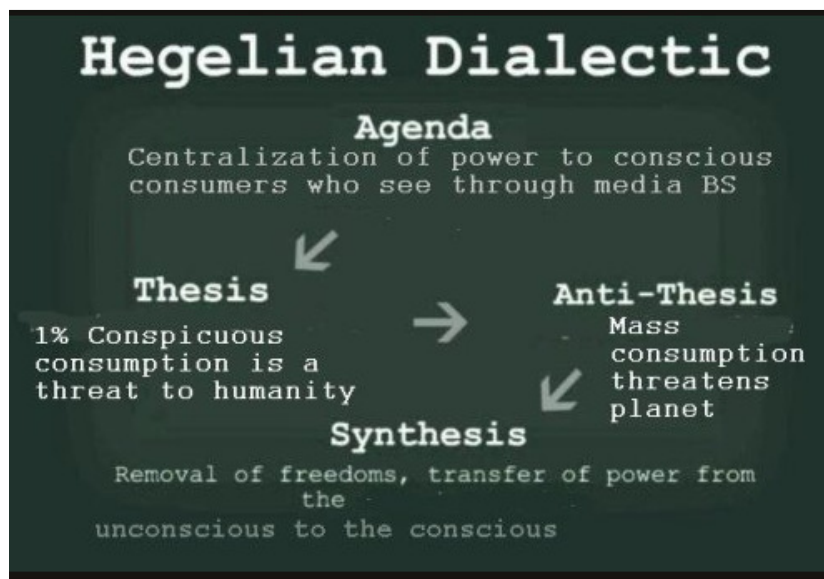 Hegelian Dialectic
Agenda
Centralization of power to conscious
consumers who see through media BS
Thesis
1% Conspicuous
consumption is a
threat to humanity
Anti-Thesis
Mass
consumption
threatens
planet
Synthesis
Removal of freedoms, transfer of power from
the
unconscious to the conscious